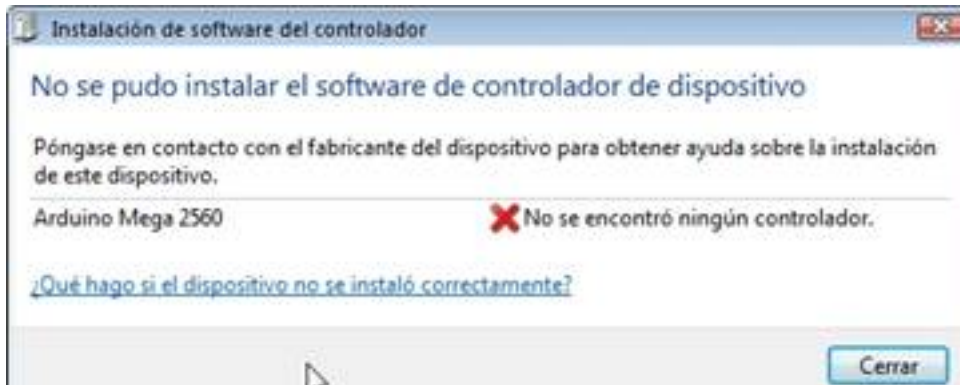 Instalación de software del controlador
No se pudo instalar el software de controlador de dispositivo
Póngase en contacto con el fabricante del dispositivo para obtener ayuda sobre la instalación
de este dispositivo.
Arduino Mega 2560 No se encontró ningún controlador.
¿Qué hago si el dispositivo no se instaló correctamente?
Cerrar